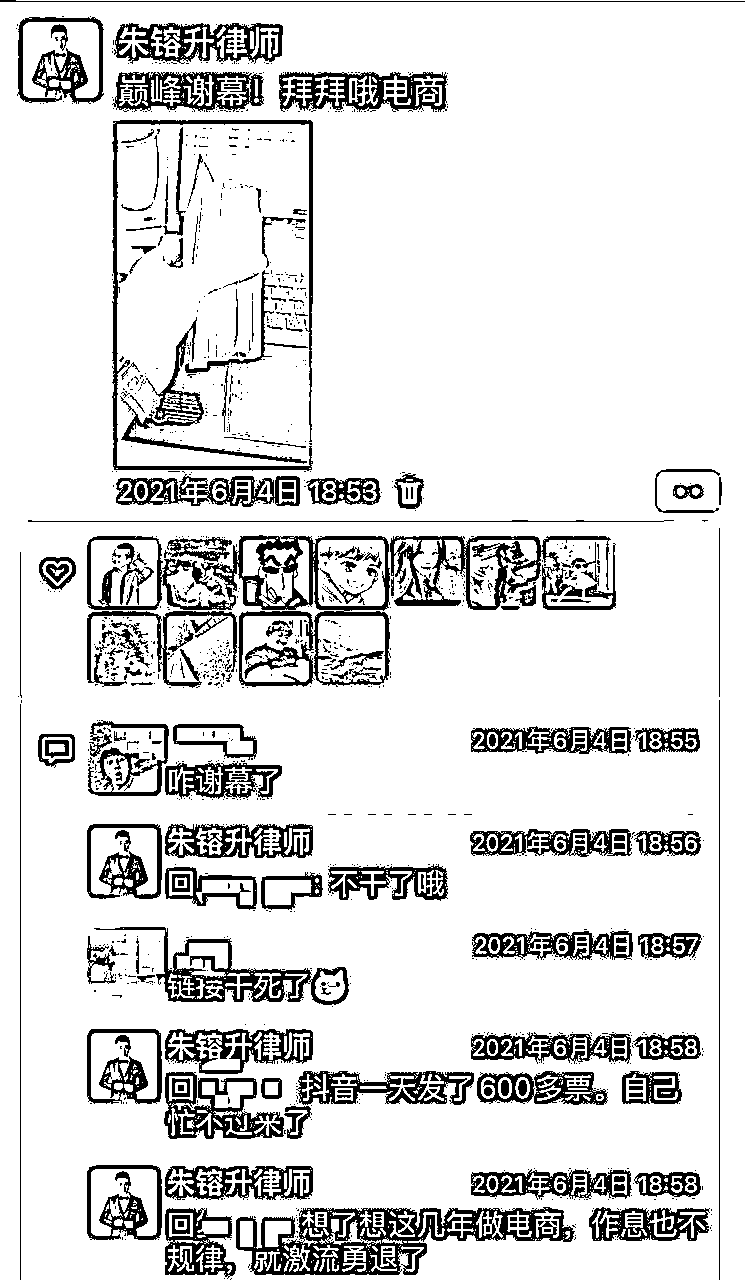 朱镕升律师
巅峰谢幕！拜拜哦电商
2021年6月4日 18:53
2021年6月4日 18:55
咋谢幕了
朱镕升律师
2021年6月4日 18:56
回 不干了哦
2021年6月4日 18:57
链接干死了
朱镕升律师
2021年6月4日 18:58
回 抖音一天发了600多票。自己
忙不过来了
朱镕升律师
2021年6月4日 18:58
回 想了想这几年做电商，作息也不
规律，就激流勇退了